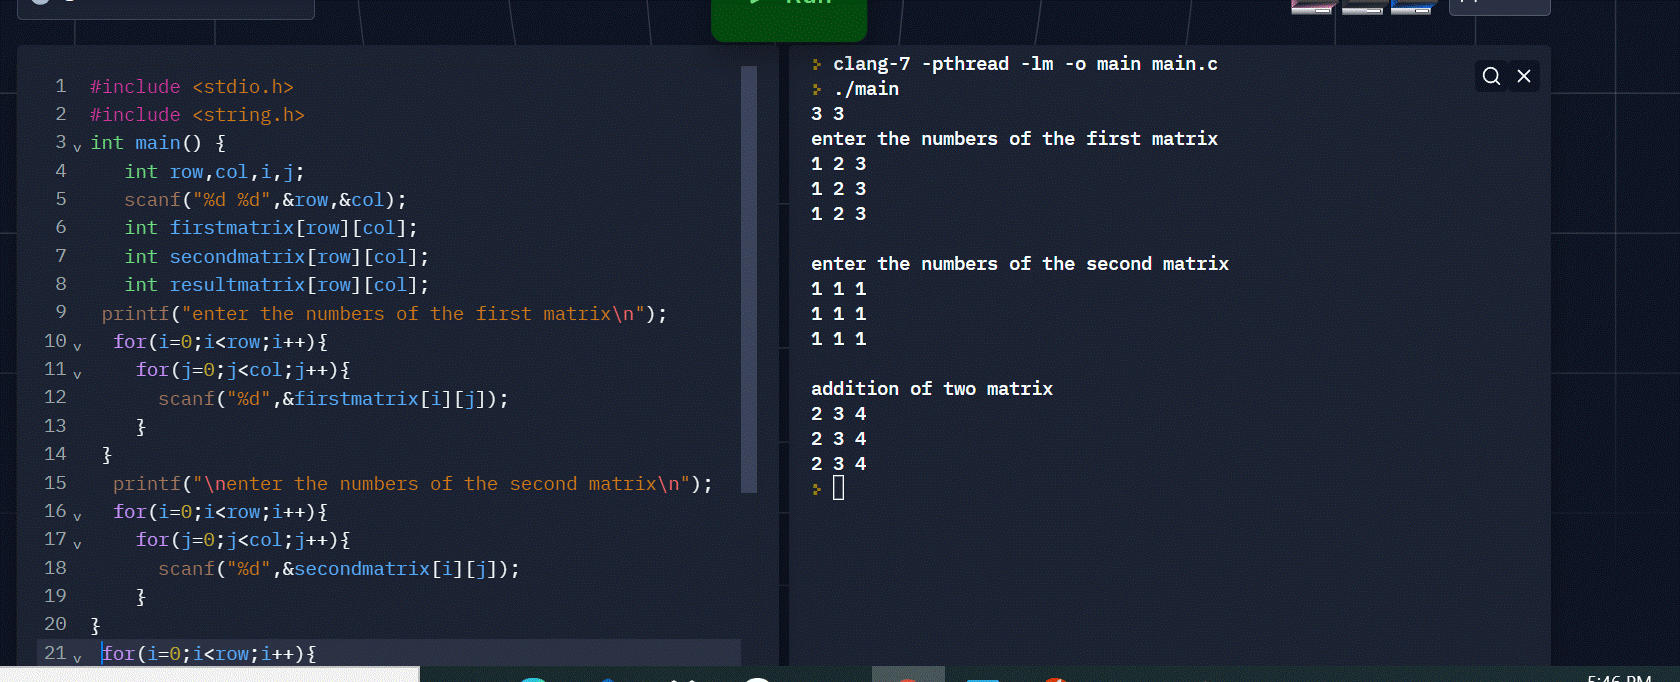 Run
1 #include <stdio.h>
2 #include <string.h>
3 int main() {
4 int row,col,i,j;
5 scanf("%d %d",&row,&col);
6 int firstmatrix[row][col];
7 int secondmatrix[row][col];
8 int resultmatrix[row][col];
9 printf("enter the numbers of the first matrix\n");
10 for(i=0;i<row;i++){
11 for(j=0;j<col;j++){
12 scanf("%d",&firstmatrix[i][j]);
13 }
14 }
15 printf("\nenter the numbers of the second matrix\n");
16 for(i=0;i<row;i++){
17 for(j=0;j<col;j++){
18 scanf("%d",&secondmatrix[i][j]);
19 }
20 }
21 for(i=0;i<row;i++){
clang-7 -pthread -lm -o main main.c
./main
3 3
enter the numbers of the first matrix
1 2 3
1 2 3
1 2 3
enter the numbers of the second matrix
1 1 1
1 1 1
1 1 1
addition of two matrix
2 3 4
2 3 4
2 3 4
5:46 PM